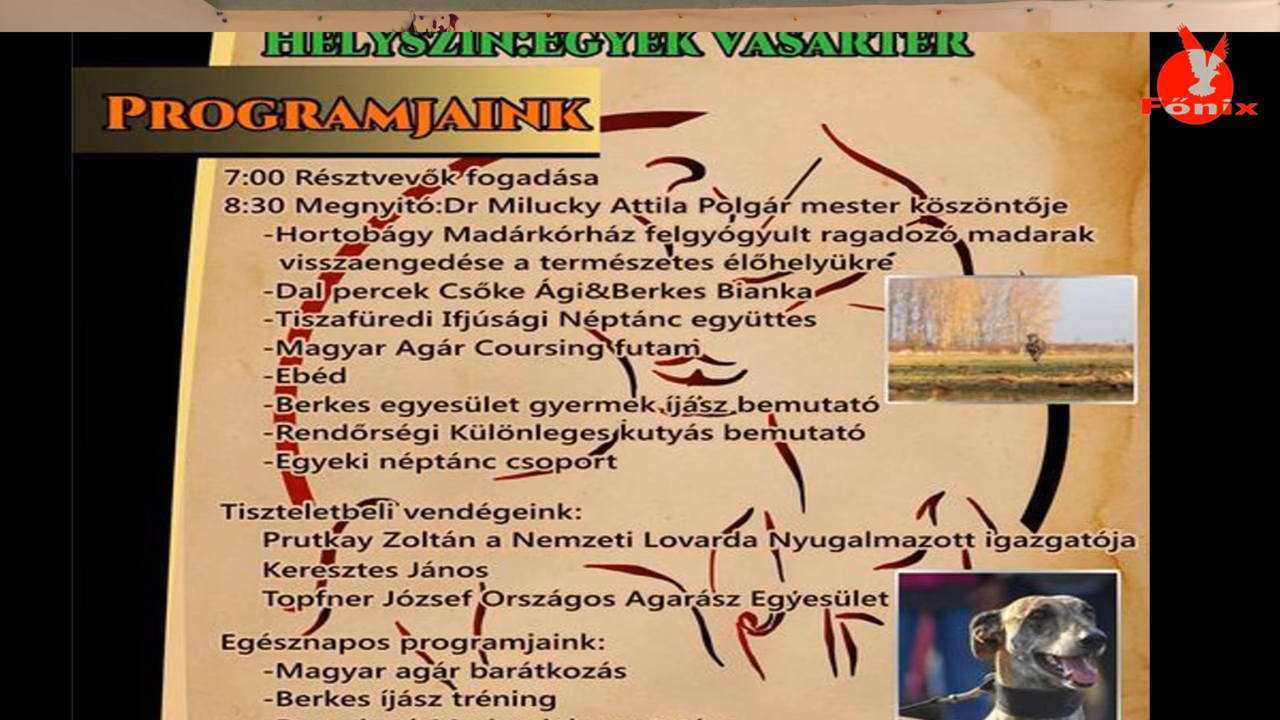 HELYSZÍN:EGYEK VÁSÁRTÉR
Főnix
PROGRAMJAINK
7:00 Résztvevők fogadása
8:30 Megnyitó:Dr Milucky Attila Polgár mester köszöntője
-Hortobágy Madárkórház felgyógyult ragadozó madarak
visszaengedése a természetes élőhelyükre
-Dal percek Csőke Ági&Berkes Bianka
-Tiszafüredi Ifjúsági Néptánc együttes
-Magyar Agár Coursing futam
-Ebéd
-Berkes egyesület gyermek íjász bemutató
-Rendőrségi Különleges kutyás bemutató
-Egyeki néptánc csoport
Tiszteletbéli vendégeink:
Prutkay Zoltán a Nemzeti Lovarda Nyugalmazott igazgatója
Keresztes János
Topfner József Országos Agarász Egyesület
Egésznapos programjaink:
-Magyar agár barátkozás
-Berkes íjász tréning